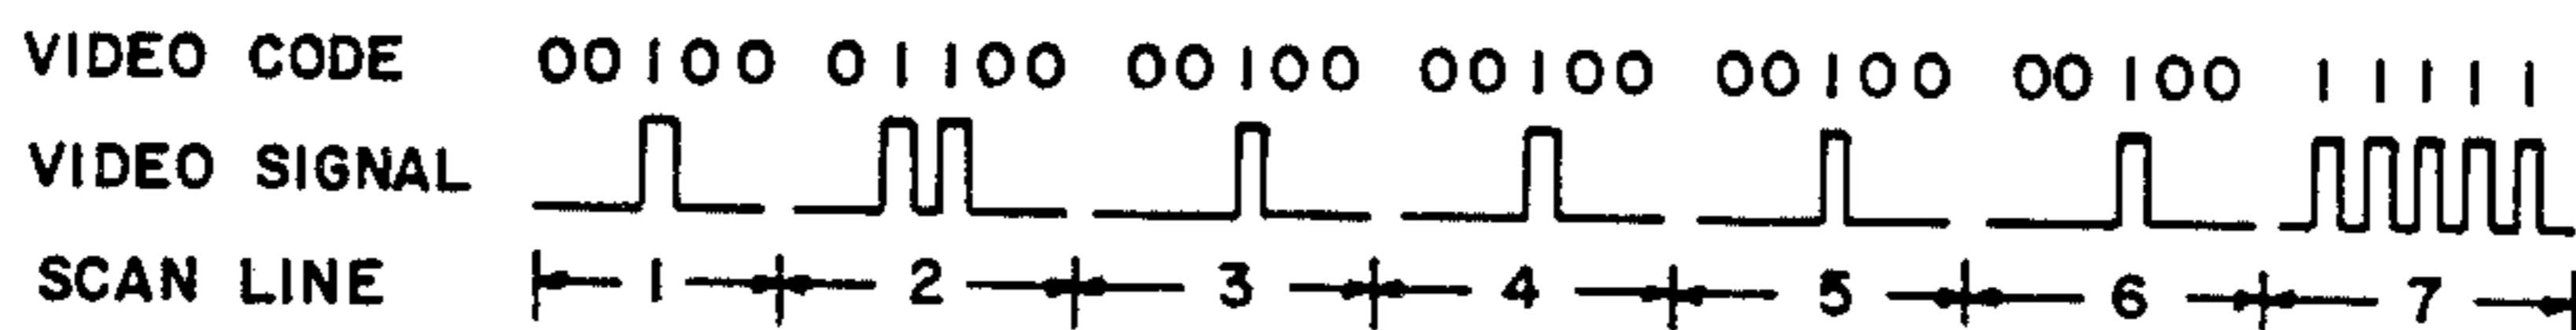 VIDEO CODE 00100 01100 00100 00100 00100 00100 11111
VIDEO SIGNAL
SCAN LINE 1 2 3 4 5 6 7